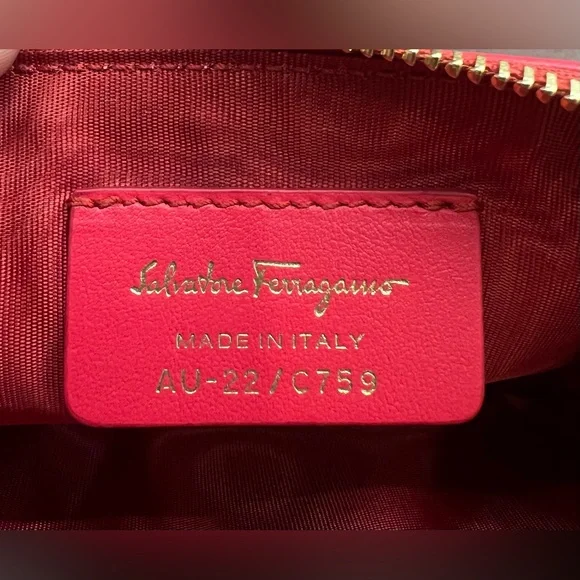 Salvatore Ferragamo
MADE IN ITALY
AU-22/C759